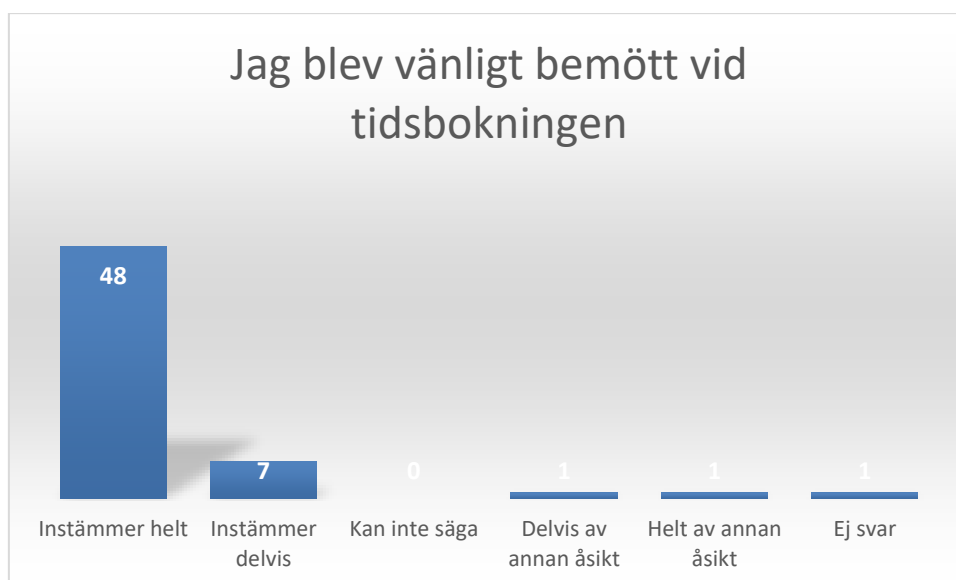 Jag blev vänligt bemött vid
tidsbokningen
48
7
0
1
1
1
Instämmer helt
Instämmer
delvis
Kan inte säga
Delvis av
annan åsikt
Helt av annan
åsikt
Ej svar